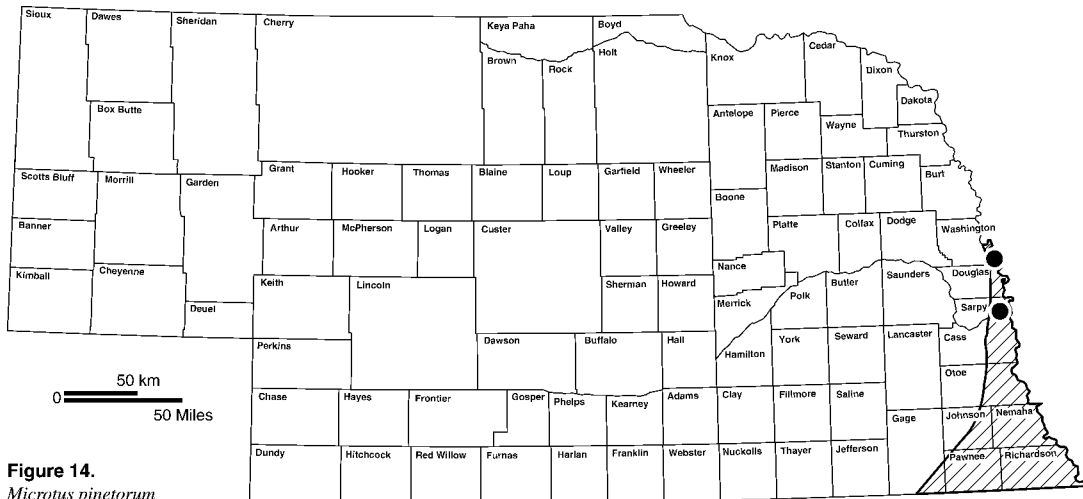 Sioux Dawes Sheridan Cherry Keya Paha Boyd
Brown Rock Holt Knox Cedar Dixon
Dakota
Box Butte Antelope Pierce Wayne Thurston
Scotts Bluff Morrill Garden Grant Hooker Thomas Blaine Loup Garfield Wheeler Madison Stanton Cuming Burt
Boone
Banner Arthur McPherson Logan Custer Valley Greeley Platte Colfax Dodge Washington
Kimball Cheyenne Keith Lincoln Sherman Howard Nance Saunders Douglas
Deuel Merrick Polk Butler Sarpy
Perkins Dawson Buffalo Hall Hamilton York Seward Lancaster Cass
Otoe
50 km
0
50 Miles
Chase Hayes Frontier Gosper Phelps Kearney Adams Clay Fillmore Saline Gage Johnson Nemaha
Dundy Hitchcock Red Willow Furnas Harlan Franklin Webster Nuckolls Thayer Jefferson Pawnee Richardson
Figure 14.
Microtus pinetorum